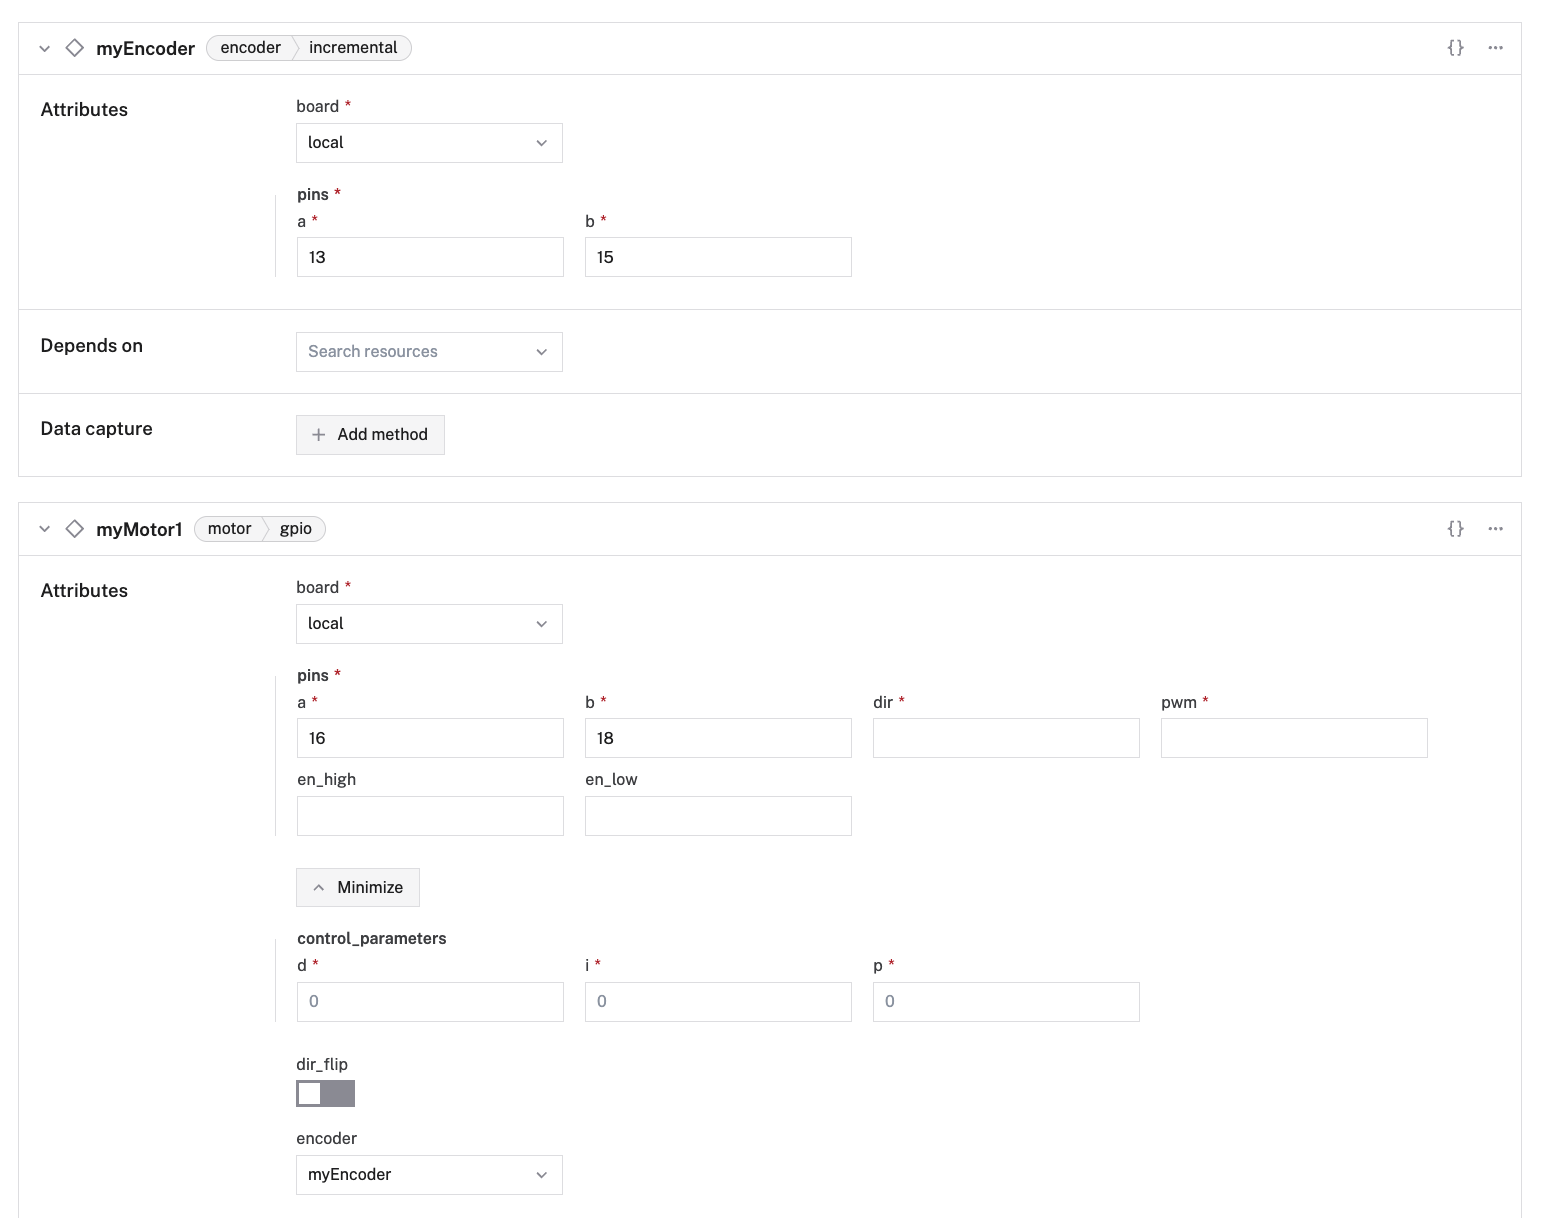 myEncoder encoder incremental {} ...
Attributes
board *
local
pins *
a * b *
13 15
Depends on
Search resources
Data capture
+ Add method
myMotor1 motor gpio {} ...
Attributes
board *
local
pins *
a * b * dir * pwm *
16 18
en_high en_low
Minimize
control_parameters
d * i * p *
0 0 0
dir_flip
encoder
myEncoder